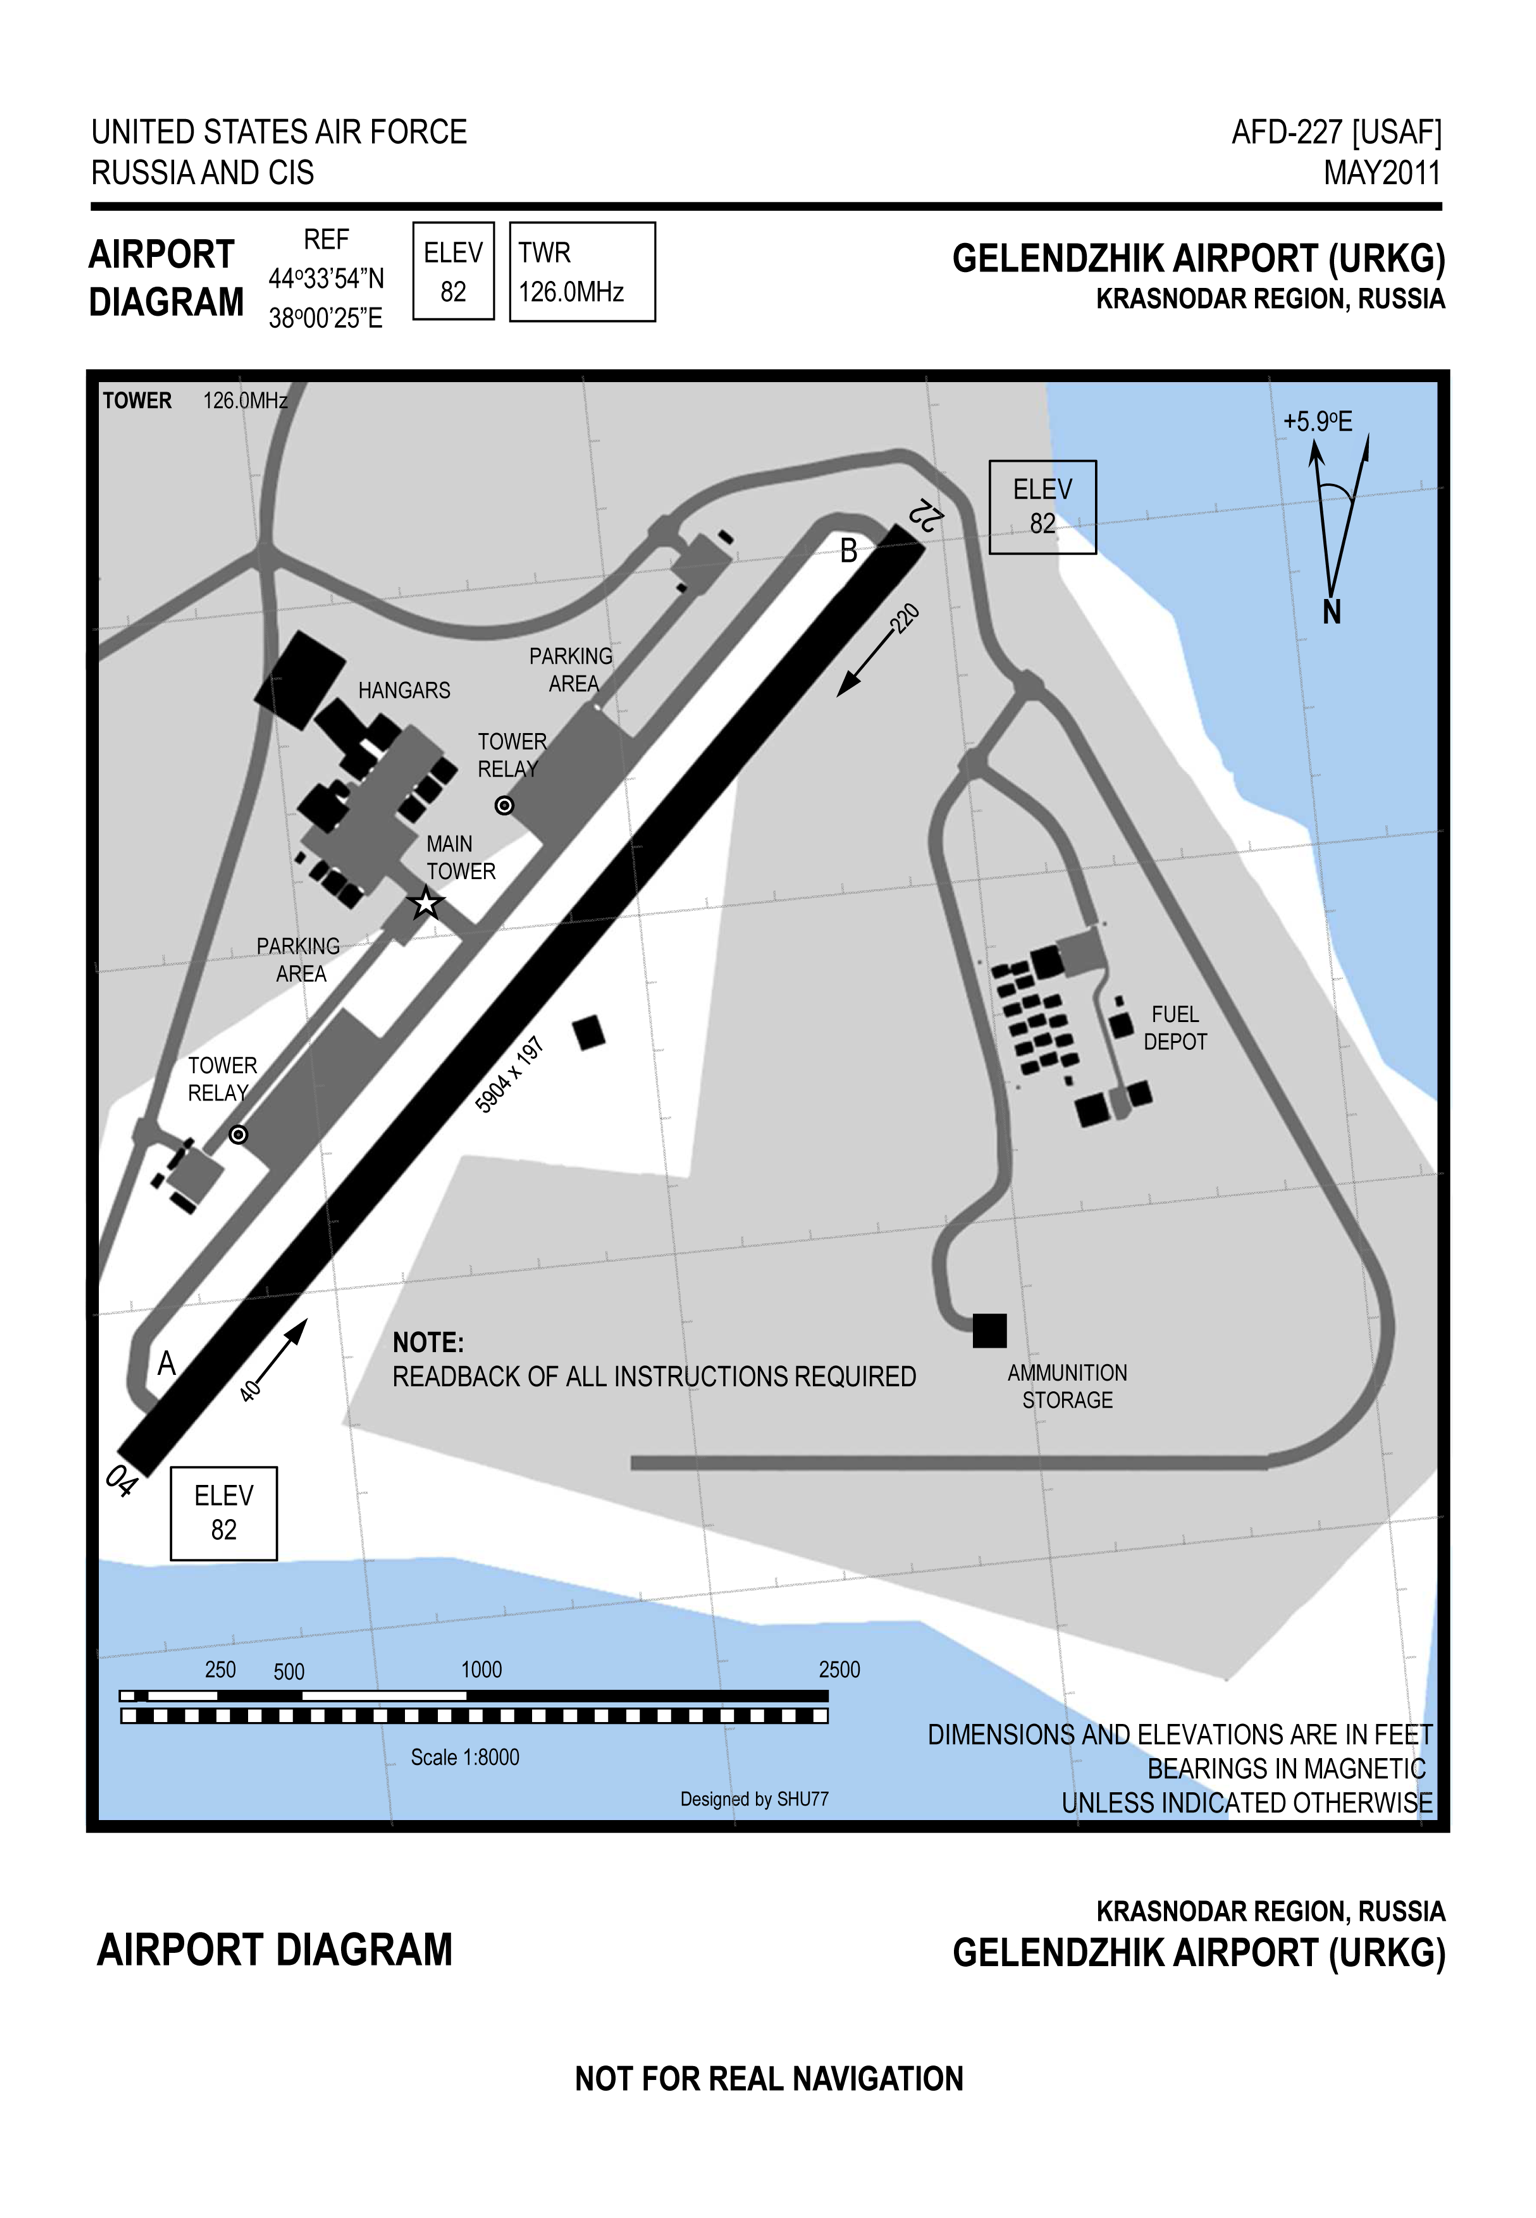 UNITED STATES AIR FORCE
RUSSIA AND CIS
AFD-227 [USAF]
MAY2011
AIRPORT
DIAGRAM
REF
44º33'54”N
38º00'25”E
ELEV
82
TWR
126.0MHz
GELENDZHIK AIRPORT (URKG)
KRASNODAR REGION, RUSSIA
TOWER 126.0MHz
+5.9ºE
N
ELEV
82
22
B
220
PARKING
AREA
HANGARS
TOWER
RELAY
MAIN
TOWER
PARKING
AREA
FUEL
DEPOT
5904 x 197
TOWER
RELAY
NOTE:
READBACK OF ALL INSTRUCTIONS REQUIRED
A
40
AMMUNITION
STORAGE
04
ELEV
82
250 500 1000 2500
Scale 1:8000
Designed by SHU77
DIMENSIONS AND ELEVATIONS ARE IN FEET
BEARINGS IN MAGNETIC
UNLESS INDICATED OTHERWISE
AIRPORT DIAGRAM
KRASNODAR REGION, RUSSIA
GELENDZHIK AIRPORT (URKG)
NOT FOR REAL NAVIGATION